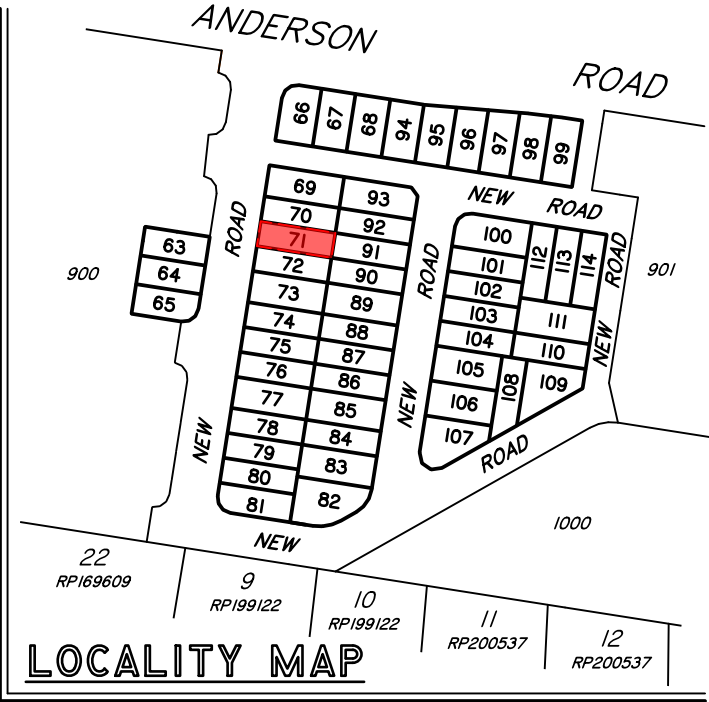 ANDERSON ROAD
66 67 68 94 95 96 97 98 99
NEW ROAD
69 93
70 92
71 91
72 90
73 89
74 88
75 87
76 86
77 85
78 84
79 83
80 82
81
ROAD
NEW
63
64
65
900
ROAD
NEW
100
101
102
103
104
105
106
107
108
109
110
111
112 113 114
ROAD
NEW
901
ROAD
NEW
1000
22
RP169609
9
RP199122
10
RP199122
11
RP200537
12
RP200537
LOCALITY MAP